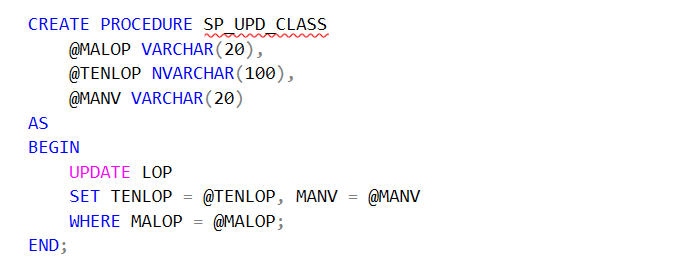 CREATE PROCEDURE SP_UPD_CLASS
    @MALOP VARCHAR(20),
    @TENLOP NVARCHAR(100),
    @MANV VARCHAR(20)
AS
BEGIN
    UPDATE LOP
    SET TENLOP = @TENLOP, MANV = @MANV
    WHERE MALOP = @MALOP;
END;